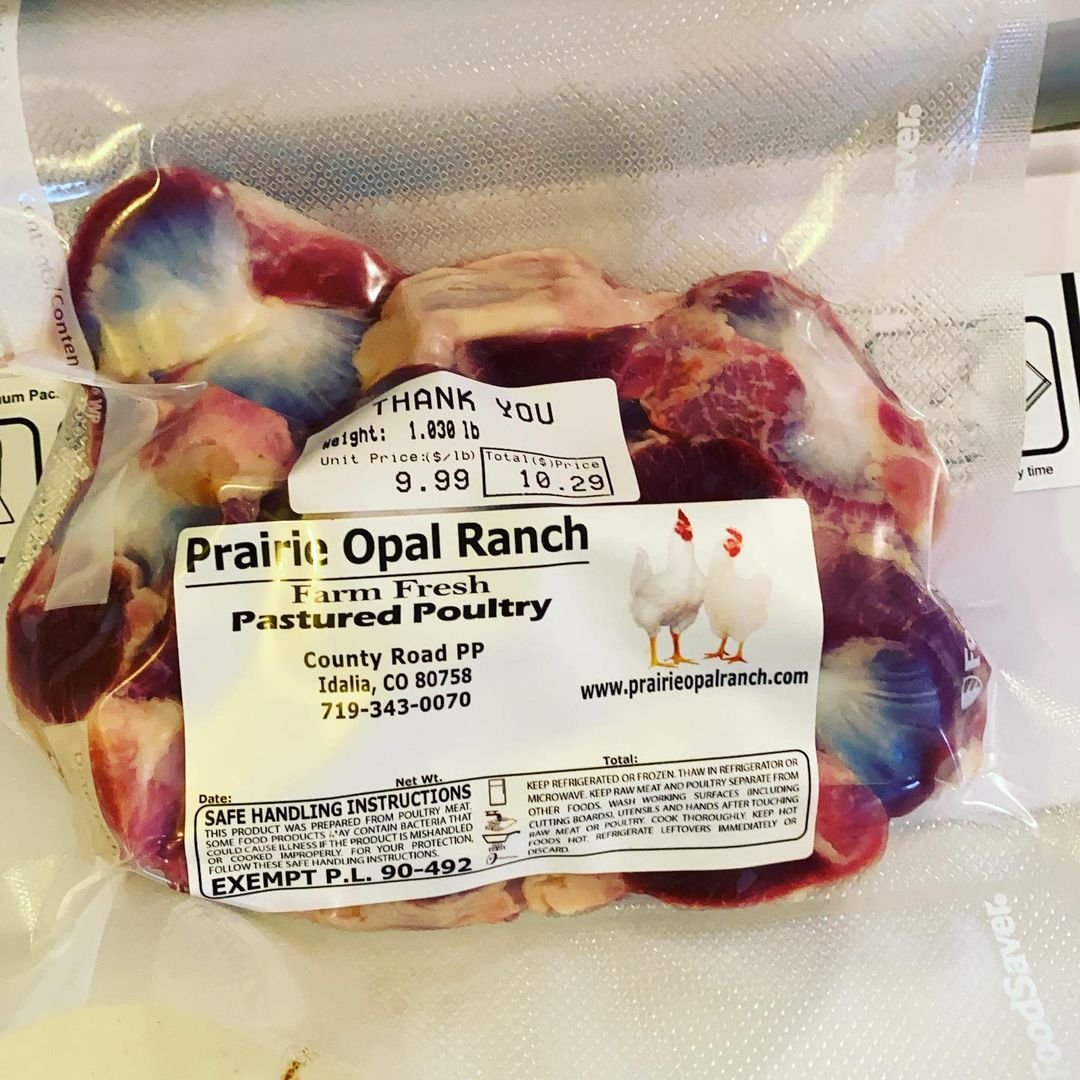 THANK YOU
Weight: 1.030 lb
Unit Price:($/lb) Total($)Price
9.99 10.29
Prairie Opal Ranch
Farm Fresh
Pastured Poultry
County Road PP
Idalia, CO 80758
719-343-0070
www.prairieopalranch.com
Date: Net Wt. Total:
SAFE HANDLING INSTRUCTIONS
THIS PRODUCT WAS PREPARED FROM POULTRY MEAT.
SOME FOOD PRODUCTS MAY CONTAIN BACTERIA THAT
COULD CAUSE ILLNESS IF THE PRODUCT IS MISHANDLED
OR COOKED IMPROPERLY. FOR YOUR PROTECTION,
FOLLOW THESE SAFE HANDLING INSTRUCTIONS.
EXEMPT P.L. 90-492
KEEP REFRIGERATED OR FROZEN. THAW IN REFRIGERATOR OR
MICROWAVE. KEEP RAW MEAT AND POULTRY SEPARATE FROM
OTHER FOODS. WASH WORKING SURFACES (INCLUDING
CUTTING BOARDS), UTENSILS AND HANDS AFTER TOUCHING
RAW MEAT OR POULTRY. COOK THOROUGHLY. KEEP HOT
FOODS HOT. REFRIGERATE LEFTOVERS IMMEDIATELY OR
DISCARD.
um Pac
y time
Conten
aver.
oodSaver.